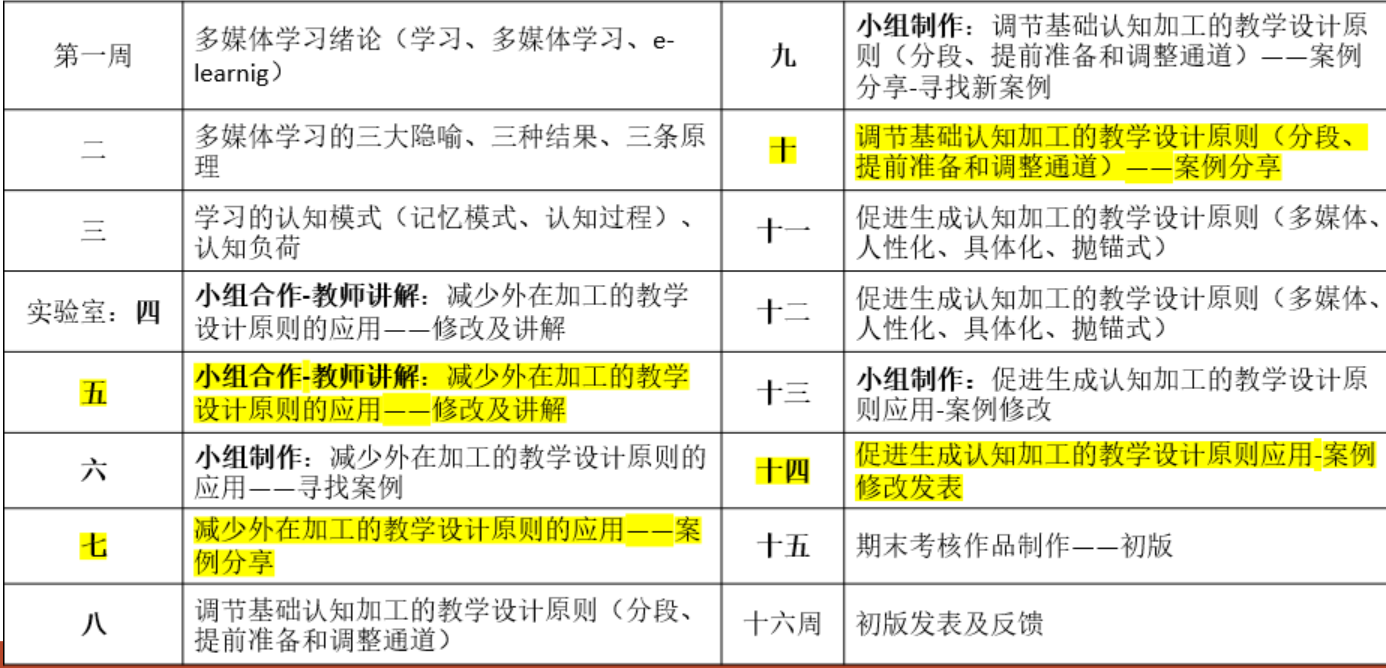 第一周
多媒体学习绪论（学习、多媒体学习、e-
learnig）
九
小组制作：调节基础认知加工的教学设计原
则（分段、提前准备和调整通道）——案例
分享-寻找新案例
二
多媒体学习的三大隐喻、三种结果、三条原
理
十
调节基础认知加工的教学设计原则（分段、
提前准备和调整通道）——案例分享
三
学习的认知模式（记忆模式、认知过程）、
认知负荷
十一
促进生成认知加工的教学设计原则（多媒体、
人性化、具体化、抛锚式）
实验室：四
小组合作-教师讲解：减少外在加工的教学
设计原则的应用——修改及讲解
十二
促进生成认知加工的教学设计原则（多媒体、
人性化、具体化、抛锚式）
五
小组合作-教师讲解：减少外在加工的教学
设计原则的应用——修改及讲解
十三
小组制作：促进生成认知加工的教学设计原
则应用-案例修改
六
小组制作：减少外在加工的教学设计原则的
应用——寻找案例
十四
促进生成认知加工的教学设计原则应用-案例
修改发表
七
减少外在加工的教学设计原则的应用——案
例分享
十五
期末考核作品制作——初版
八
调节基础认知加工的教学设计原则（分段、
提前准备和调整通道）
十六周
初版发表及反馈